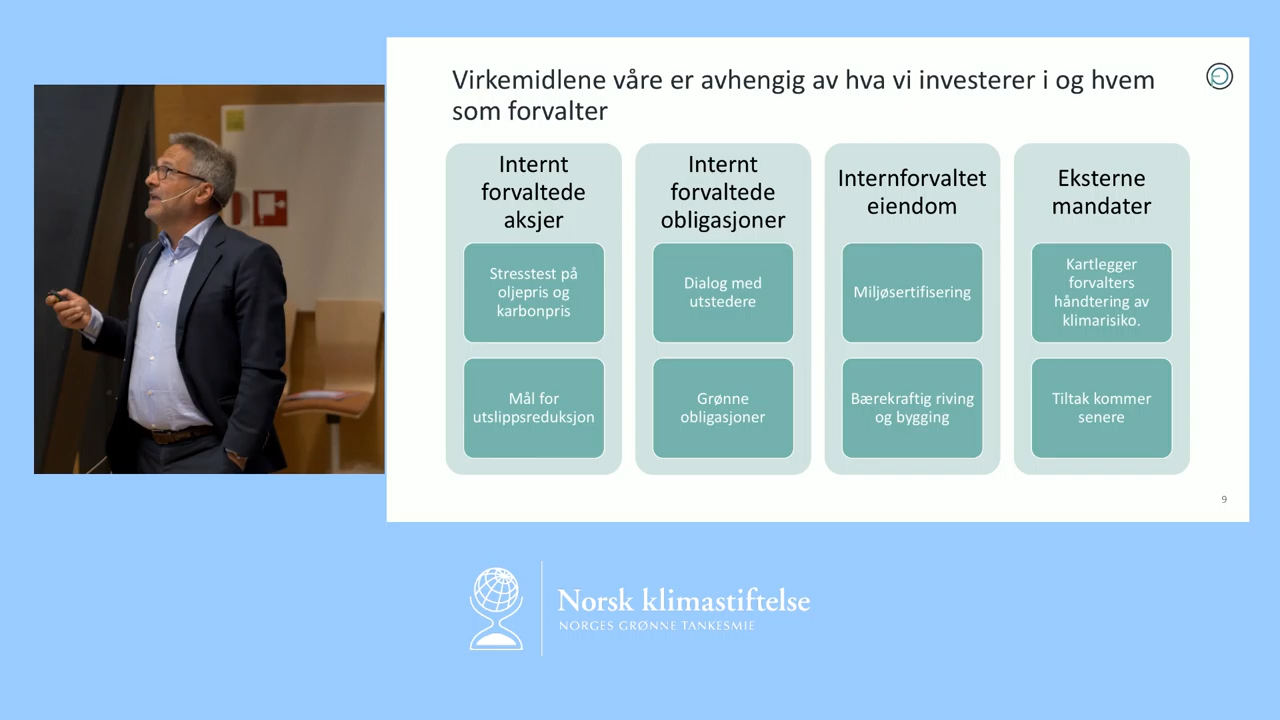 Virkemidlene våre er avhengig av hva vi investerer i og hvem
som forvalter
Internt
forvaltede
aksjer
Stresstest på
oljepris og
karbonpris
Mål for
utslippsreduksjon
Internt
forvaltede
obligasjoner
Dialog med
utstedere
Grønne
obligasjoner
Internforvaltet
eiendom
Miljøsertifisering
Bærekraftig riving
og bygging
Eksterne
mandater
Kartlegger
forvalters
håndtering av
klimarisiko.
Tiltak kommer
senere
9
Norsk klimastiftelse
NORGES GRØNNE TANKESMIE